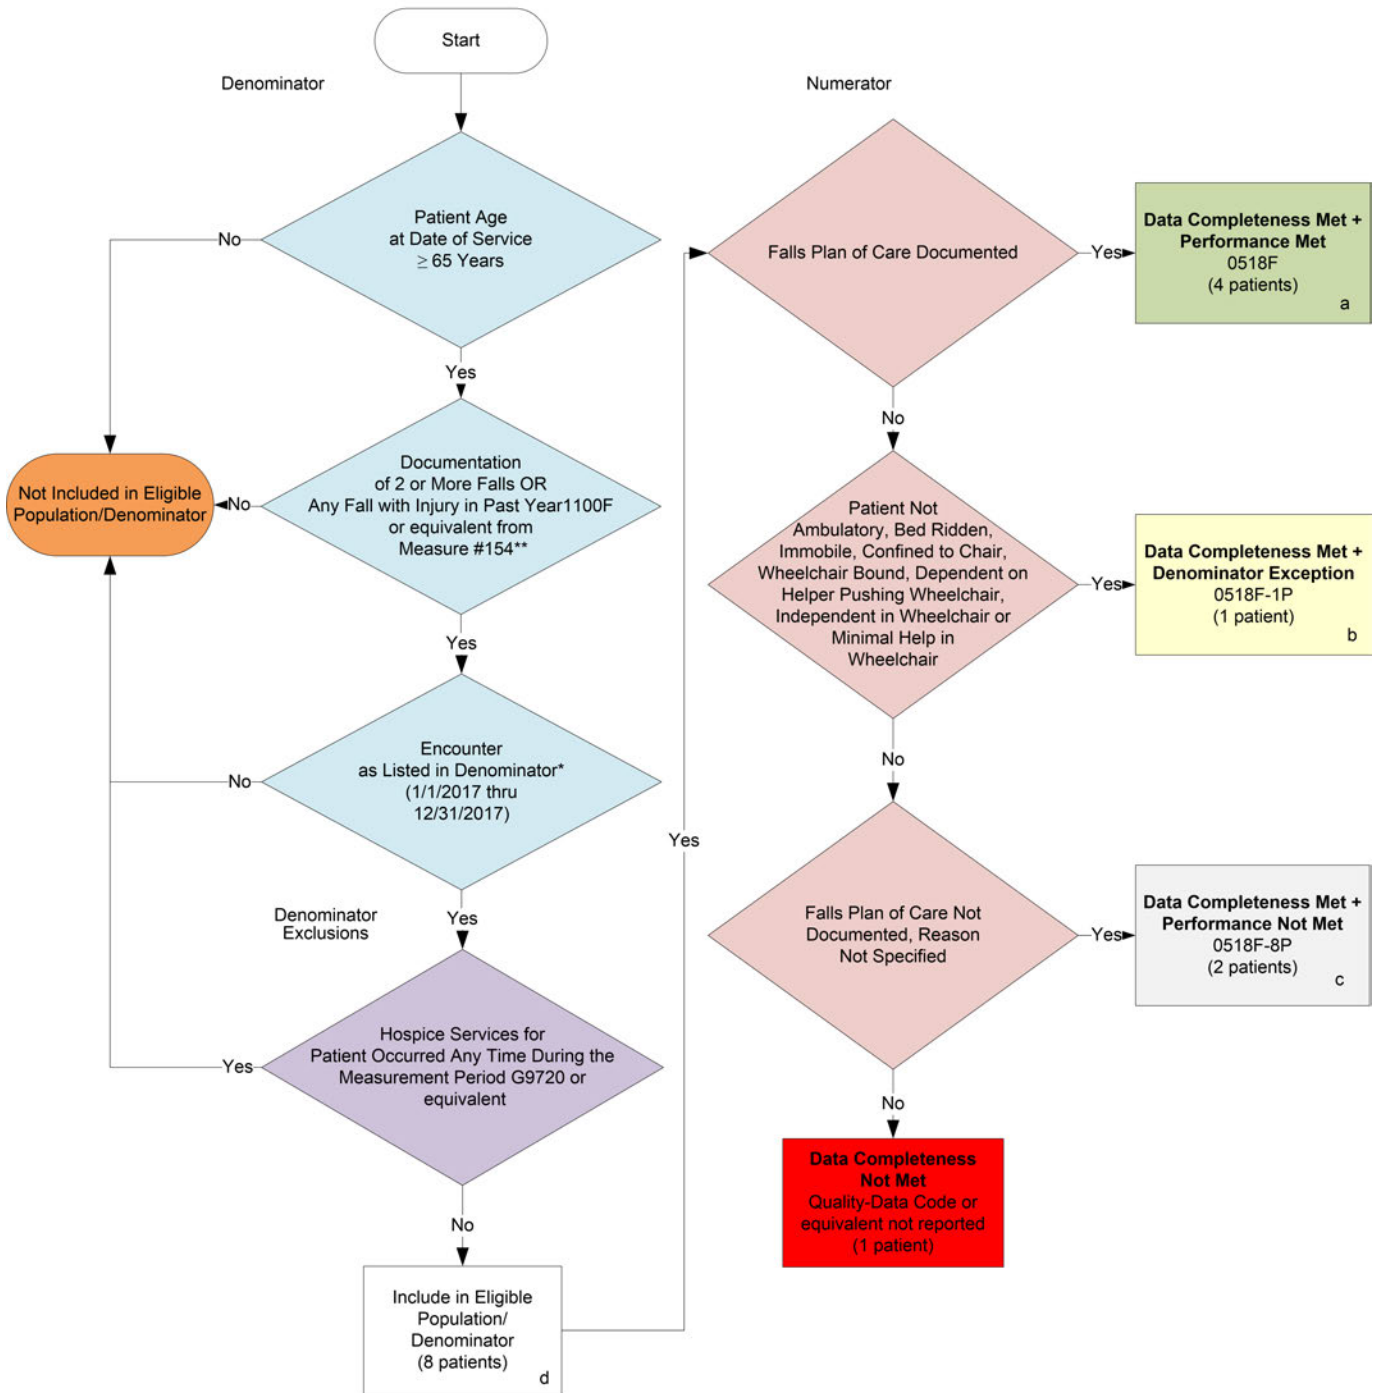 Start
Denominator
Patient Age
at Date of Service
≥ 65 Years
No
Yes
Documentation
of 2 or More Falls OR
Any Fall with Injury in Past Year1100F
or equivalent from
Measure #154**
No
Not Included in Eligible
Population/Denominator
Yes
Encounter
as Listed in Denominator*
(1/1/2017 thru
12/31/2017)
No
Yes
Denominator
Exclusions
Hospice Services for
Patient Occurred Any Time During the
Measurement Period G9720 or
equivalent
Yes
No
Include in Eligible
Population/
Denominator
(8 patients)
d
Yes
Numerator
Falls Plan of Care Documented
Yes
Data Completeness Met +
Performance Met
0518F
(4 patients)
a
No
Patient Not
Ambulatory, Bed Ridden,
Immobile, Confined to Chair,
Wheelchair Bound, Dependent on
Helper Pushing Wheelchair,
Independent in Wheelchair or
Minimal Help in
Wheelchair
Yes
Data Completeness Met +
Denominator Exception
0518F-1P
(1 patient)
b
No
Falls Plan of Care Not
Documented, Reason
Not Specified
Yes
Data Completeness Met +
Performance Not Met
0518F-8P
(2 patients)
c
No
Data Completeness
Not Met
Quality-Data Code or
equivalent not reported
(1 patient)